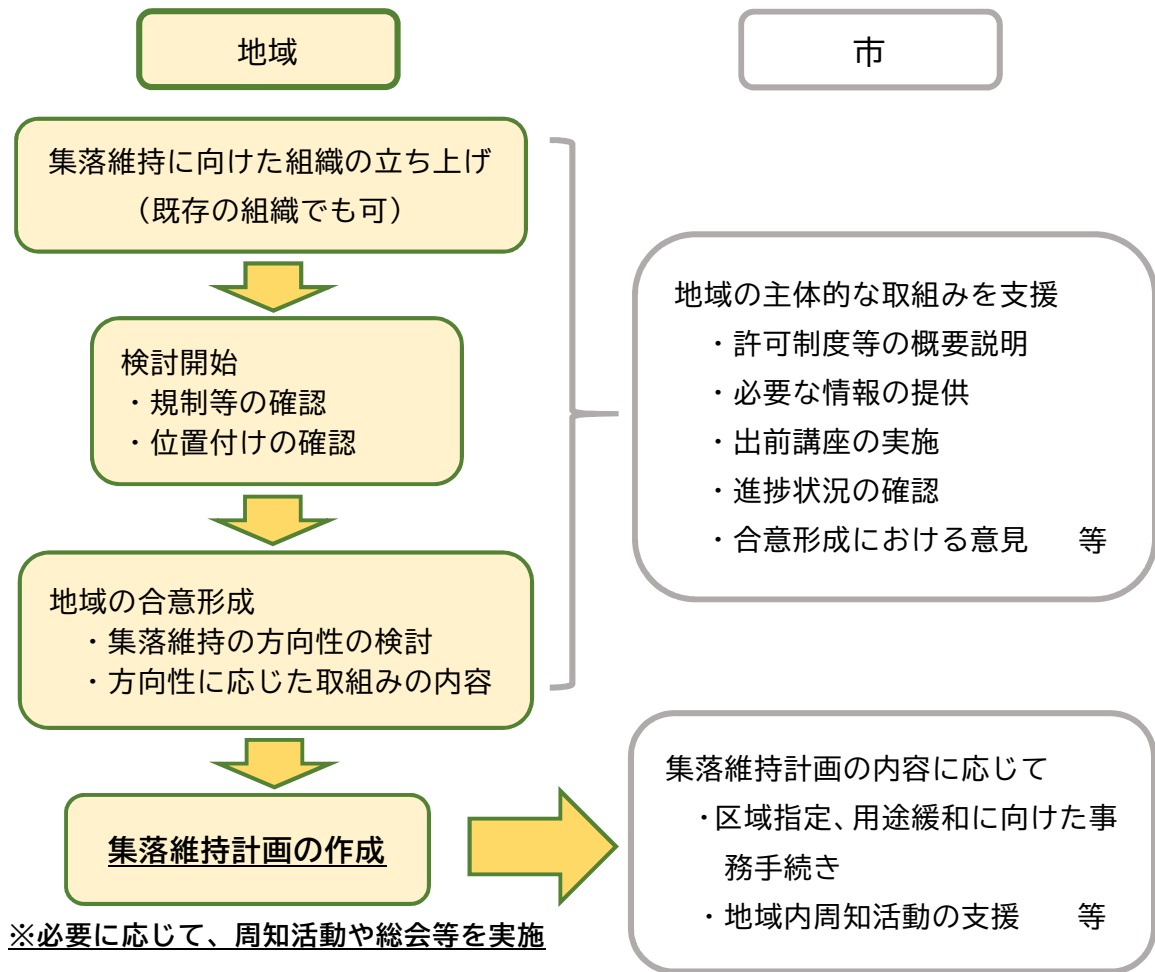 地域
市
集落維持に向けた組織の立ち上げ
（既存の組織でも可）
検討開始
・規制等の確認
・位置付けの確認
地域の合意形成
・集落維持の方向性の検討
・方向性に応じた取組みの内容
集落維持計画の作成
※必要に応じて、周知活動や総会等を実施
地域の主体的な取組みを支援
・許可制度等の概要説明
・必要な情報の提供
・出前講座の実施
・進捗状況の確認
・合意形成における意見　等
集落維持計画の内容に応じて
・区域指定、用途緩和に向けた事
務手続き
・地域内周知活動の支援　等